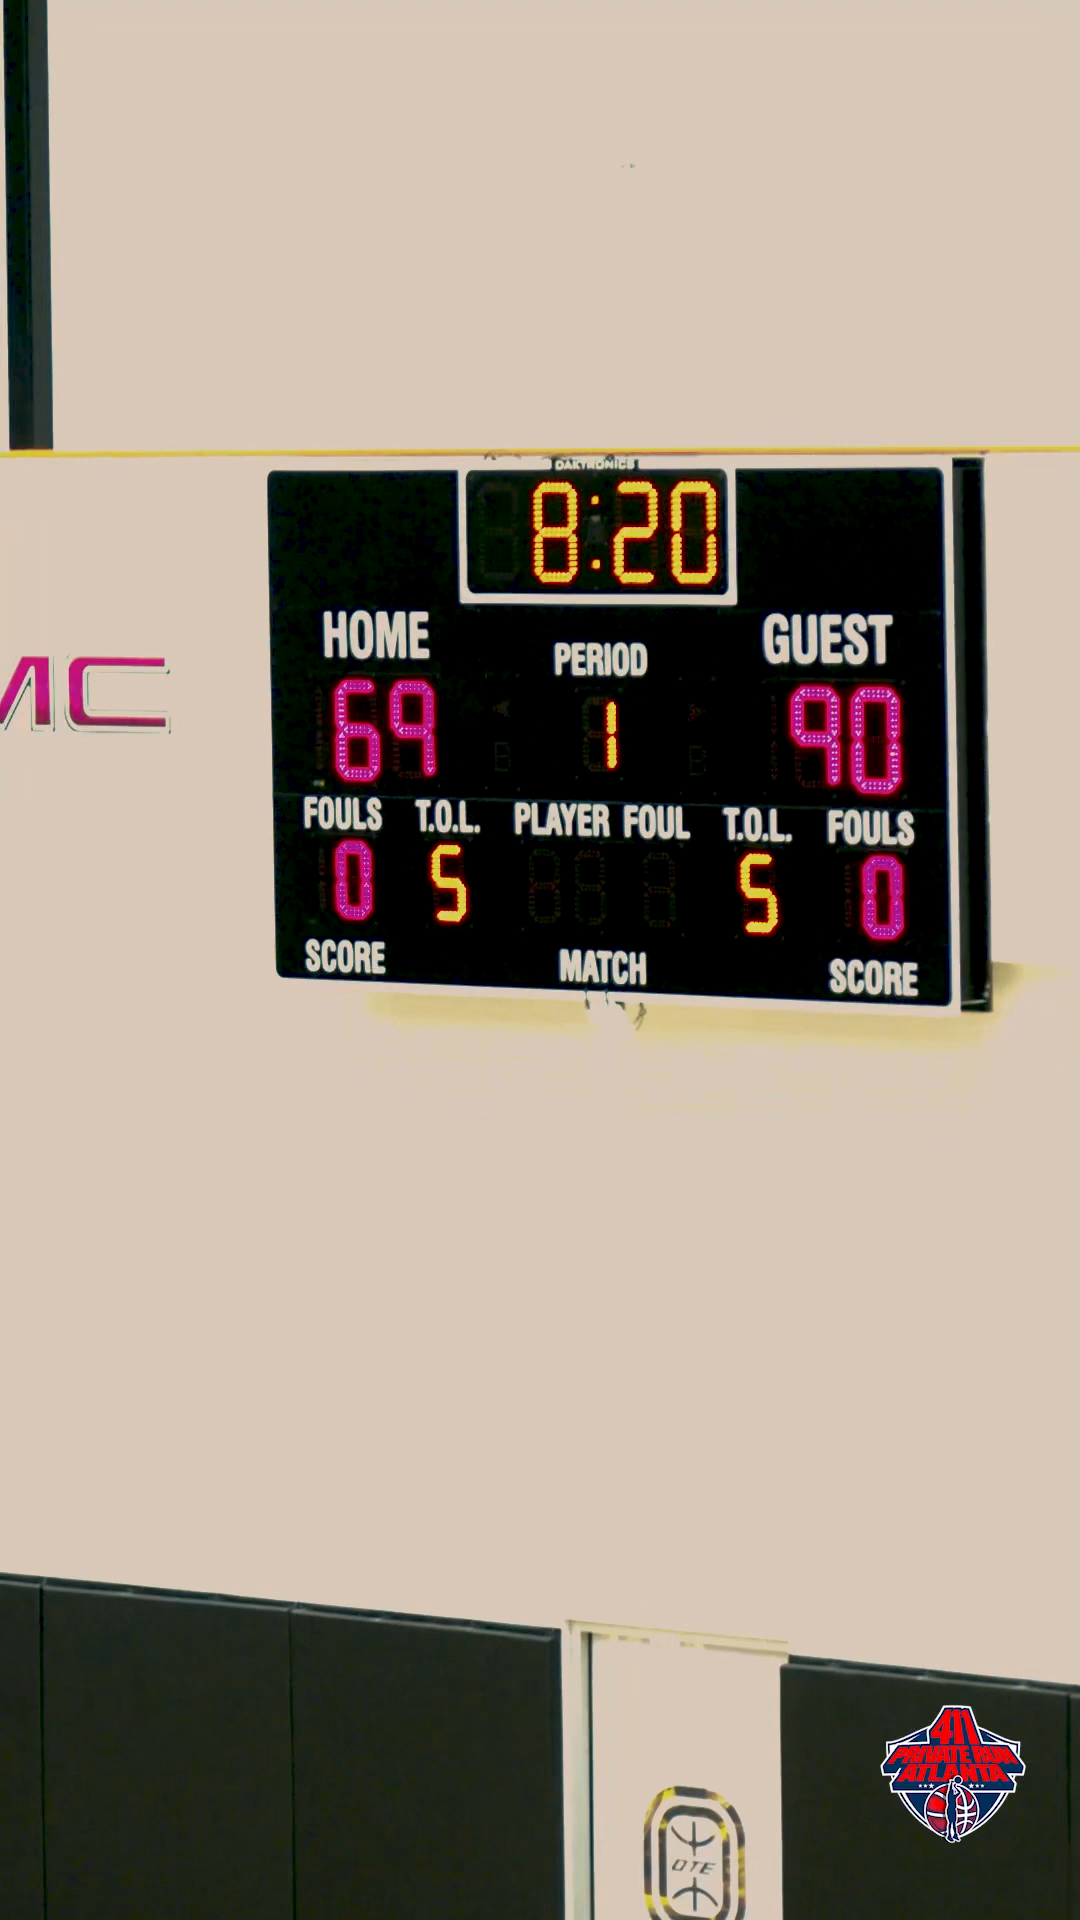 DAKTRONICS
8:20
HOME
PERIOD
GUEST
69
1
90
FOULS T.O.L. PLAYER FOUL T.O.L. FOULS
0 5 5 0
SCORE
MATCH
SCORE
MC
411
PRIVATE RUN
ATLANTA
OTE